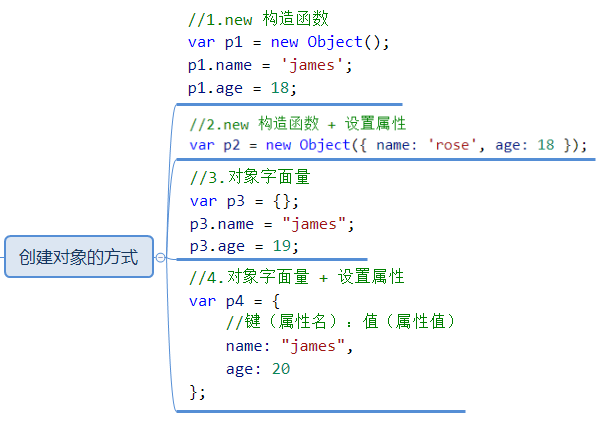 //1.new 构造函数
var p1 = new Object();
p1.name = 'james';
p1.age = 18;
//2.new 构造函数 + 设置属性
var p2 = new Object({ name: 'rose', age: 18 });
//3.对象字面量
var p3 = {};
p3.name = "james";
p3.age = 19;
创建对象的方式
//4.对象字面量 + 设置属性
var p4 = {
//键（属性名）：值（属性值）
name: "james",
age: 20
};